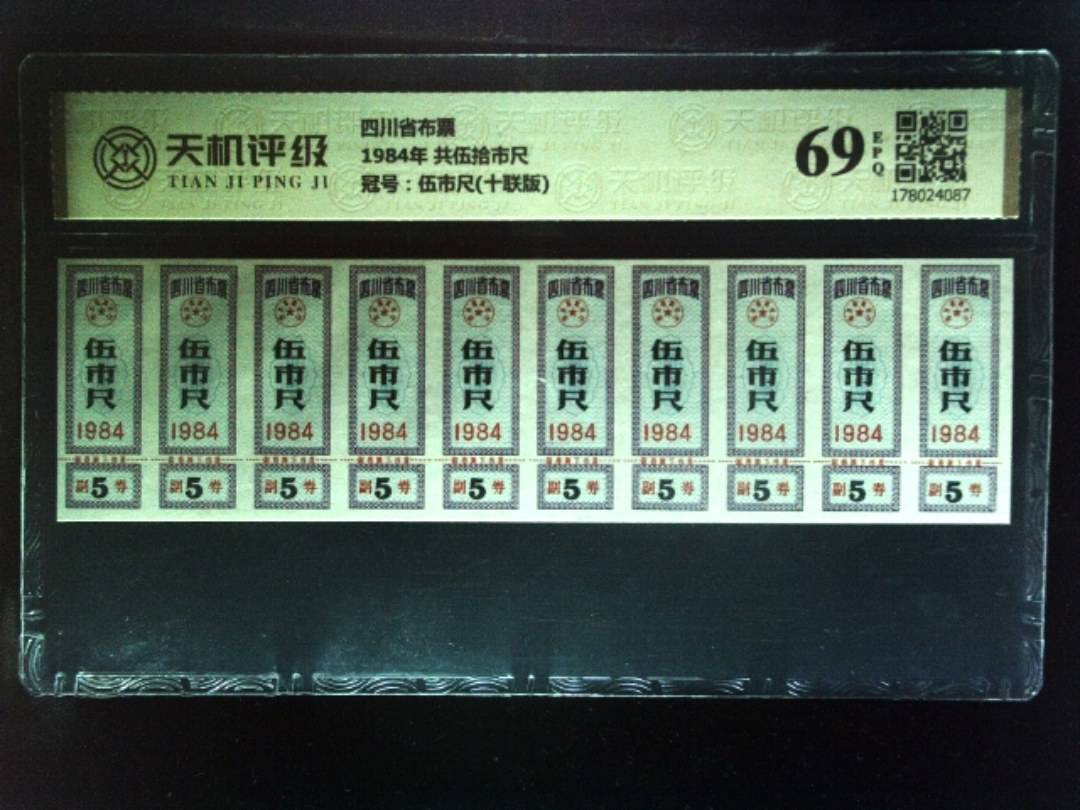 天机评级
TIAN JI PING JI
四川省布票
1984年 共伍拾市尺
冠号：伍市尺(十联版)
69
EPQ
178024087
四川省布票 四川省布票 四川省布票 四川省布票 四川省布票 四川省布票 四川省布票 四川省布票 四川省布票 四川省布票
伍市尺 伍市尺 伍市尺 伍市尺 伍市尺 伍市尺 伍市尺 伍市尺 伍市尺 伍市尺
1984 1984 1984 1984 1984 1984 1984 1984 1984 1984
副5券 副5券 副5券 副5券 副5券 副5券 副5券 副5券 副5券 副5券